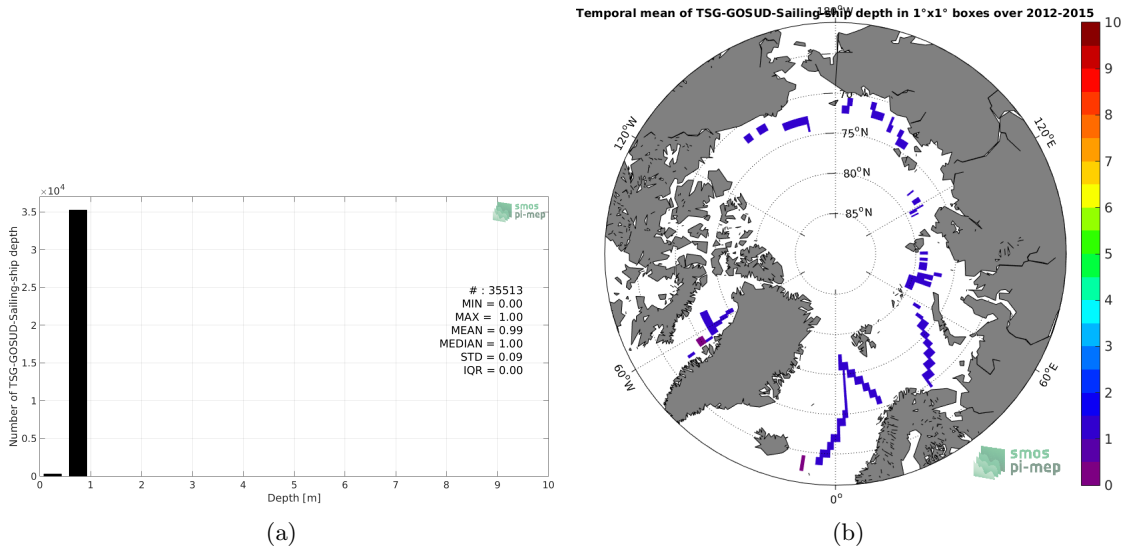 Temporal mean of TSG-GOSUD-Sailing-ship depth in 1°x1° boxes over 2012-2015
180°W
120°W
120°E
60°W
60°E
0°
70
75°N
80°N
85°N
10
9
8
7
6
5
4
3
2
1
0
smos
pi-mep
×10⁴
3.5
3
2.5
2
1.5
1
0.5
0
Number of TSG-GOSUD-Sailing-ship depth
smos
pi-mep
# : 35513
MIN = 0.00
MAX = 1.00
MEAN = 0.99
MEDIAN = 1.00
STD = 0.09
IQR = 0.00
0 1 2 3 4 5 6 7 8 9 10
Depth [m]
(a)
(b)